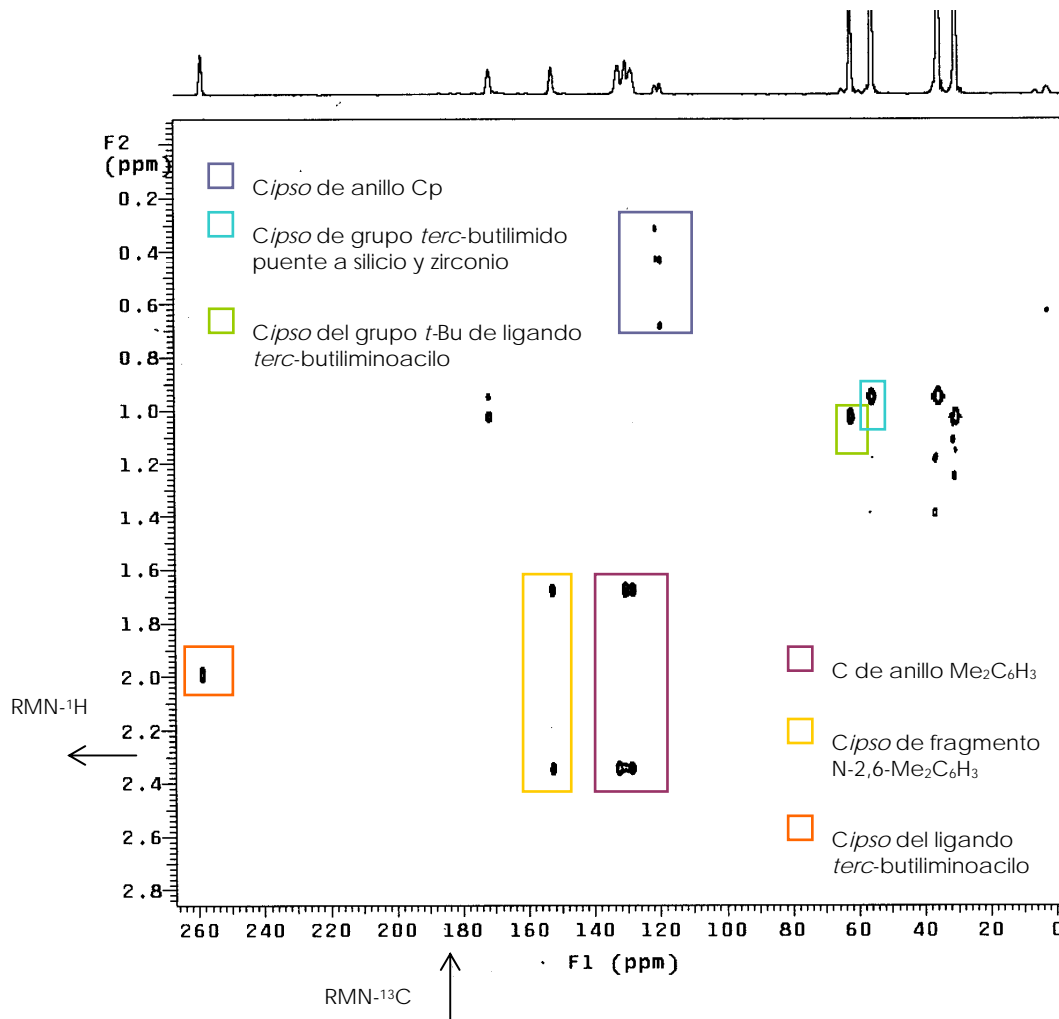 F2
(ppm)
Cipso de anillo Cp
Cipso de grupo terc-butilimido
puente a silicio y zirconio
Cipso del grupo t-Bu de ligando
terc-butiliminoacilo
0.2
0.4
0.6
0.8
1.0
1.2
1.4
1.6
1.8
2.0
2.2
2.4
2.6
2.8
RMN-¹H
C de anillo Me₂C₆H₃
Cipso de fragmento
N-2,6-Me₂C₆H₃
Cipso del ligando
terc-butiliminoacilo
260 240 220 200 180 160 140 120 100 80 60 40 20 0
F1 (ppm)
RMN-¹³C